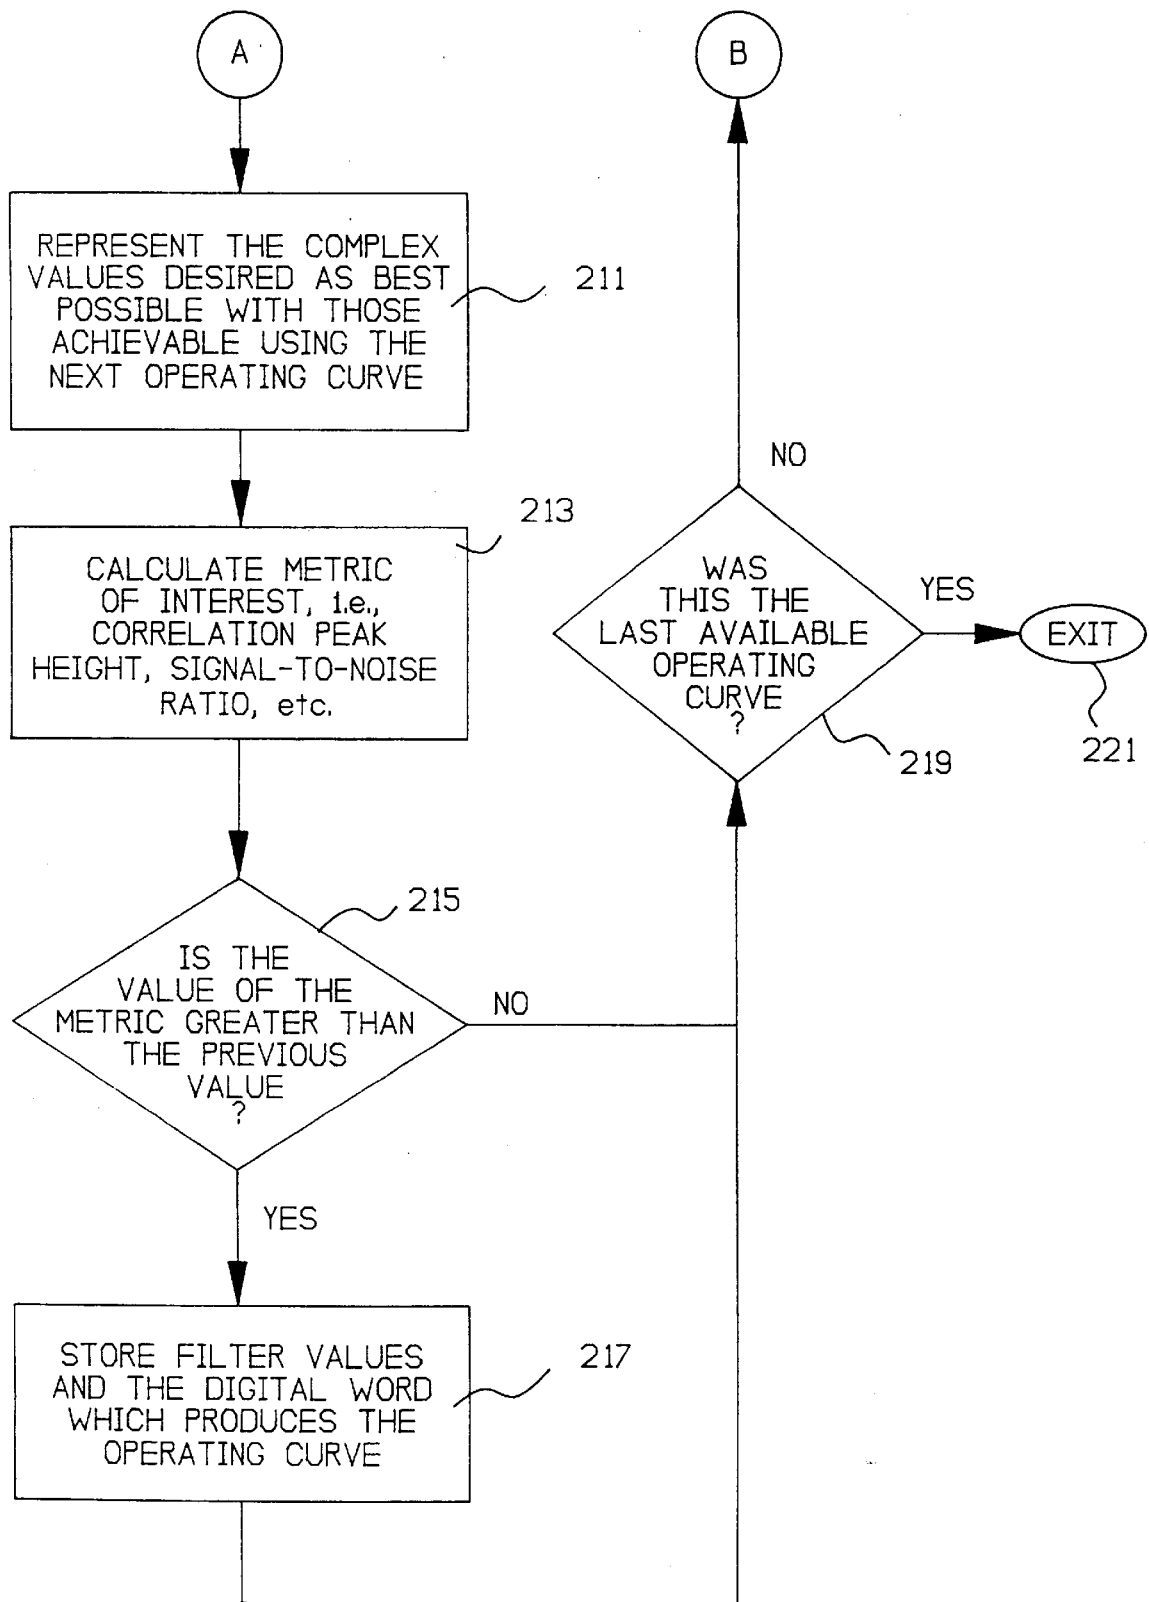 A
REPRESENT THE COMPLEX
VALUES DESIRED AS BEST
POSSIBLE WITH THOSE
ACHIEVABLE USING THE
NEXT OPERATING CURVE
211
213
CALCULATE METRIC
OF INTEREST, i.e.,
CORRELATION PEAK
HEIGHT, SIGNAL-TO-NOISE
RATIO, etc.
215
IS THE
VALUE OF THE
METRIC GREATER THAN
THE PREVIOUS
VALUE
?
NO
YES
STORE FILTER VALUES
AND THE DIGITAL WORD
WHICH PRODUCES THE
OPERATING CURVE
217
B
NO
WAS
THIS THE
LAST AVAILABLE
OPERATING
CURVE
?
219
YES
EXIT
221